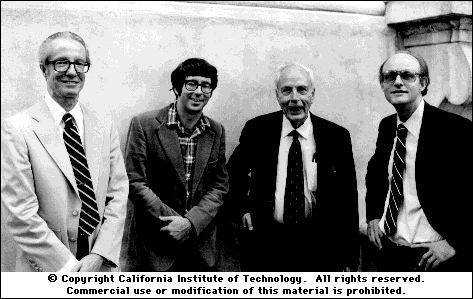 © Copyright California Institute of Technology. All rights reserved.
Commercial use or modification of this material is prohibited.